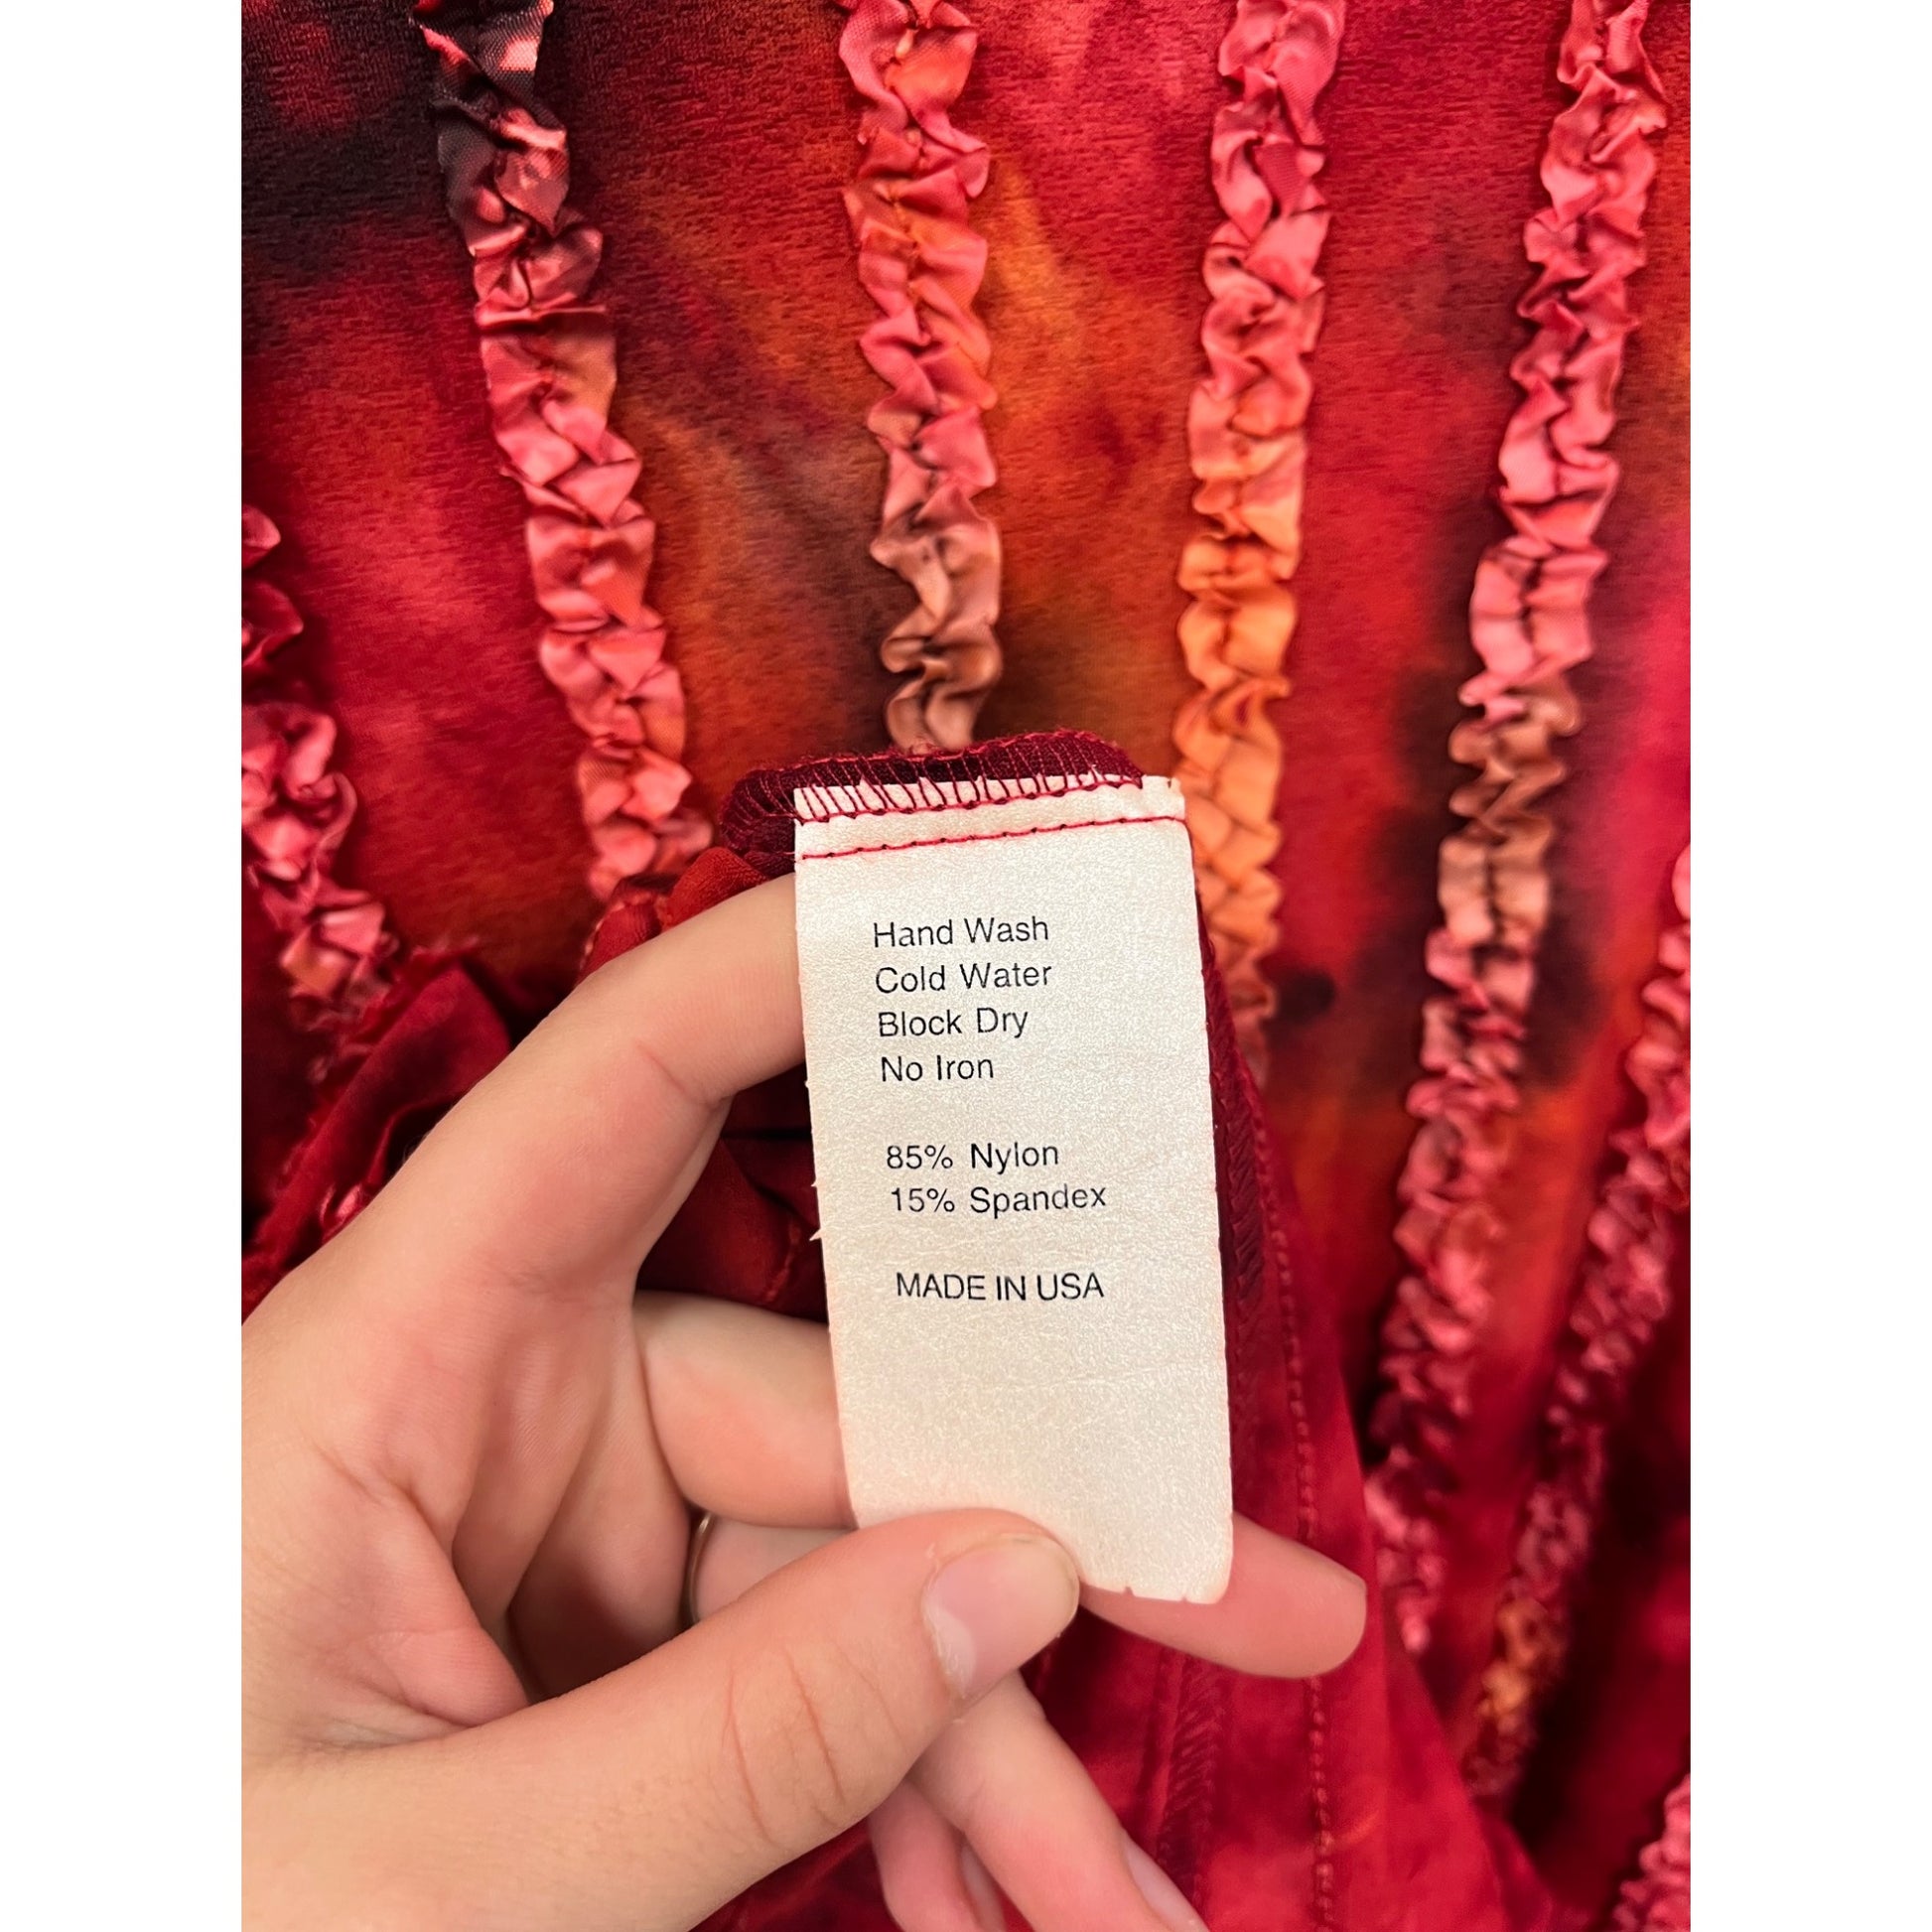 Hand Wash
Cold Water
Block Dry
No Iron
85% Nylon
15% Spandex
MADE IN USA